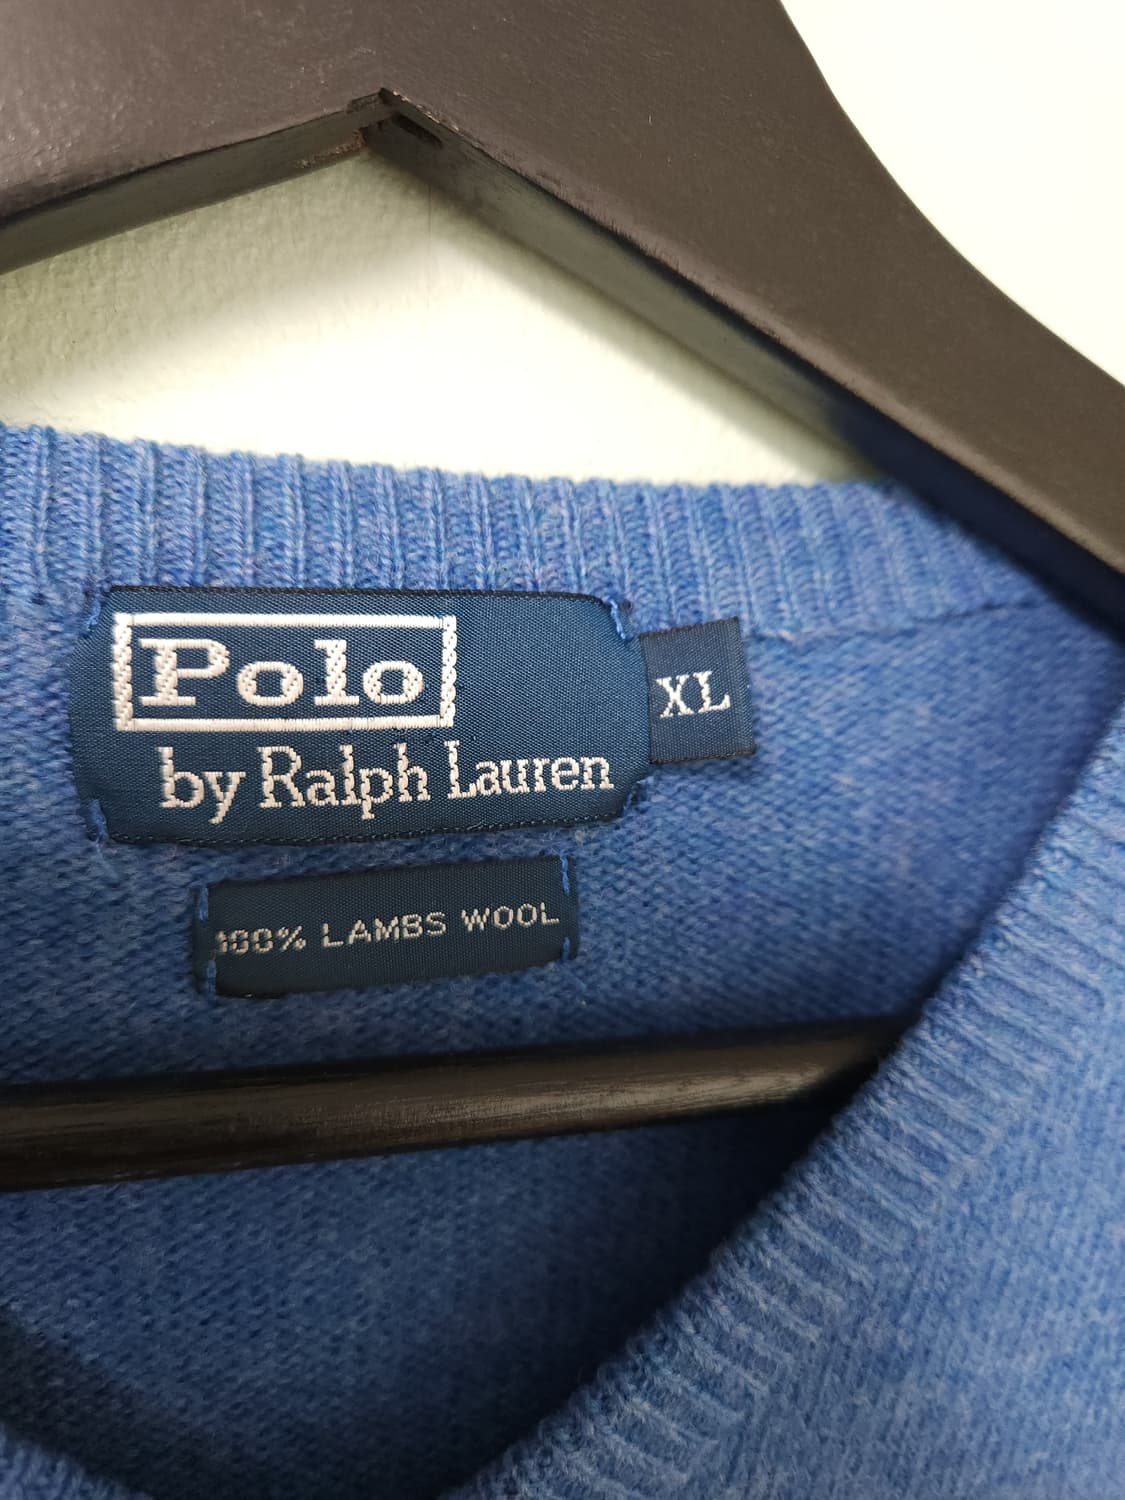 Polo
by Ralph Lauren
XL
100% LAMBS WOOL